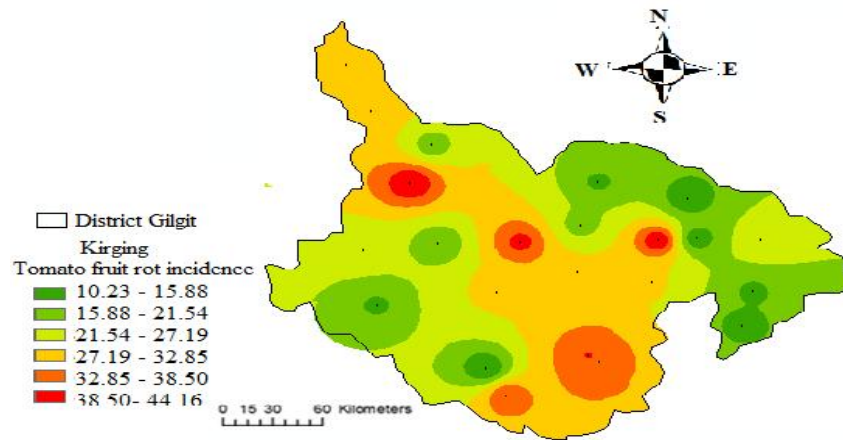 N
W E
S
District Gilgit
Kirging
Tomato fruit rot incidence
10.23 - 15.88
15.88 - 21.54
21.54 - 27.19
27.19 - 32.85
32.85 - 38.50
38.50- 44.16
0 15 30 60 Kilometers